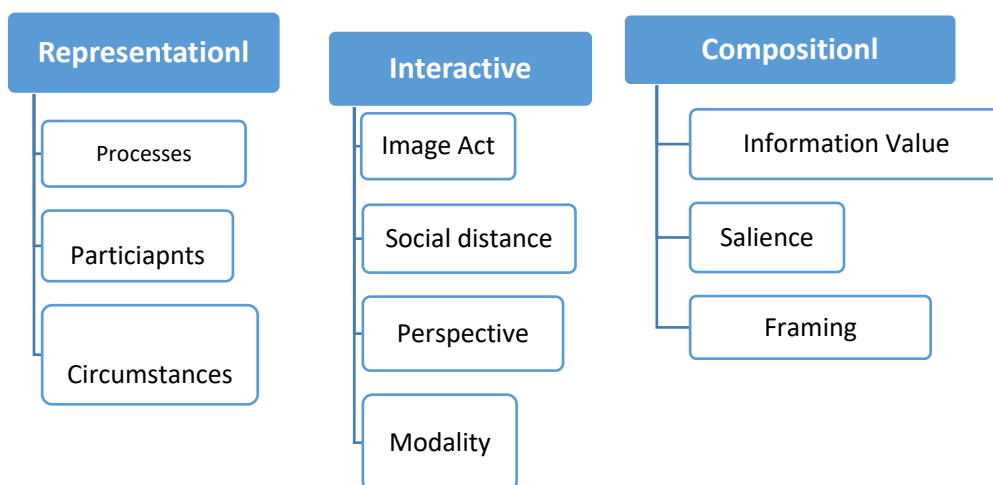 Representationl
Processes
Particiapnts
Circumstances
Interactive
Image Act
Social distance
Perspective
Modality
Compositionl
Information Value
Salience
Framing